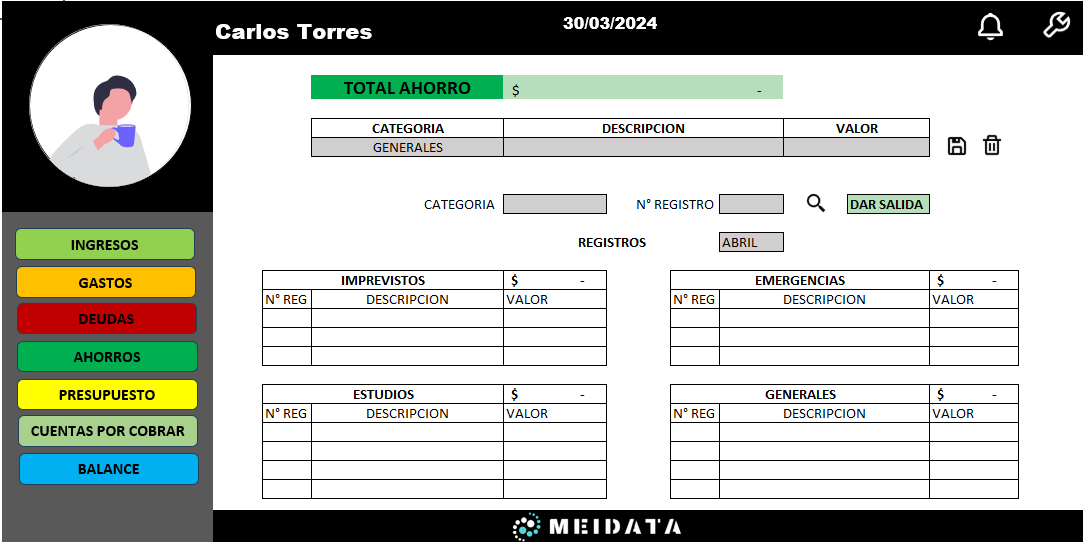 Carlos Torres
30/03/2024
TOTAL AHORRO $ -
CATEGORIA DESCRIPCION VALOR
GENERALES
CATEGORIA N° REGISTRO DAR SALIDA
REGISTROS ABRIL
INGRESOS
GASTOS
DEUDAS
AHORROS
PRESUPUESTO
CUENTAS POR COBRAR
BALANCE
IMPREVISTOS $ -
N° REG DESCRIPCION VALOR
EMERGENCIAS $ -
N° REG DESCRIPCION VALOR
ESTUDIOS $ -
N° REG DESCRIPCION VALOR
GENERALES $ -
N° REG DESCRIPCION VALOR
MEIDATA